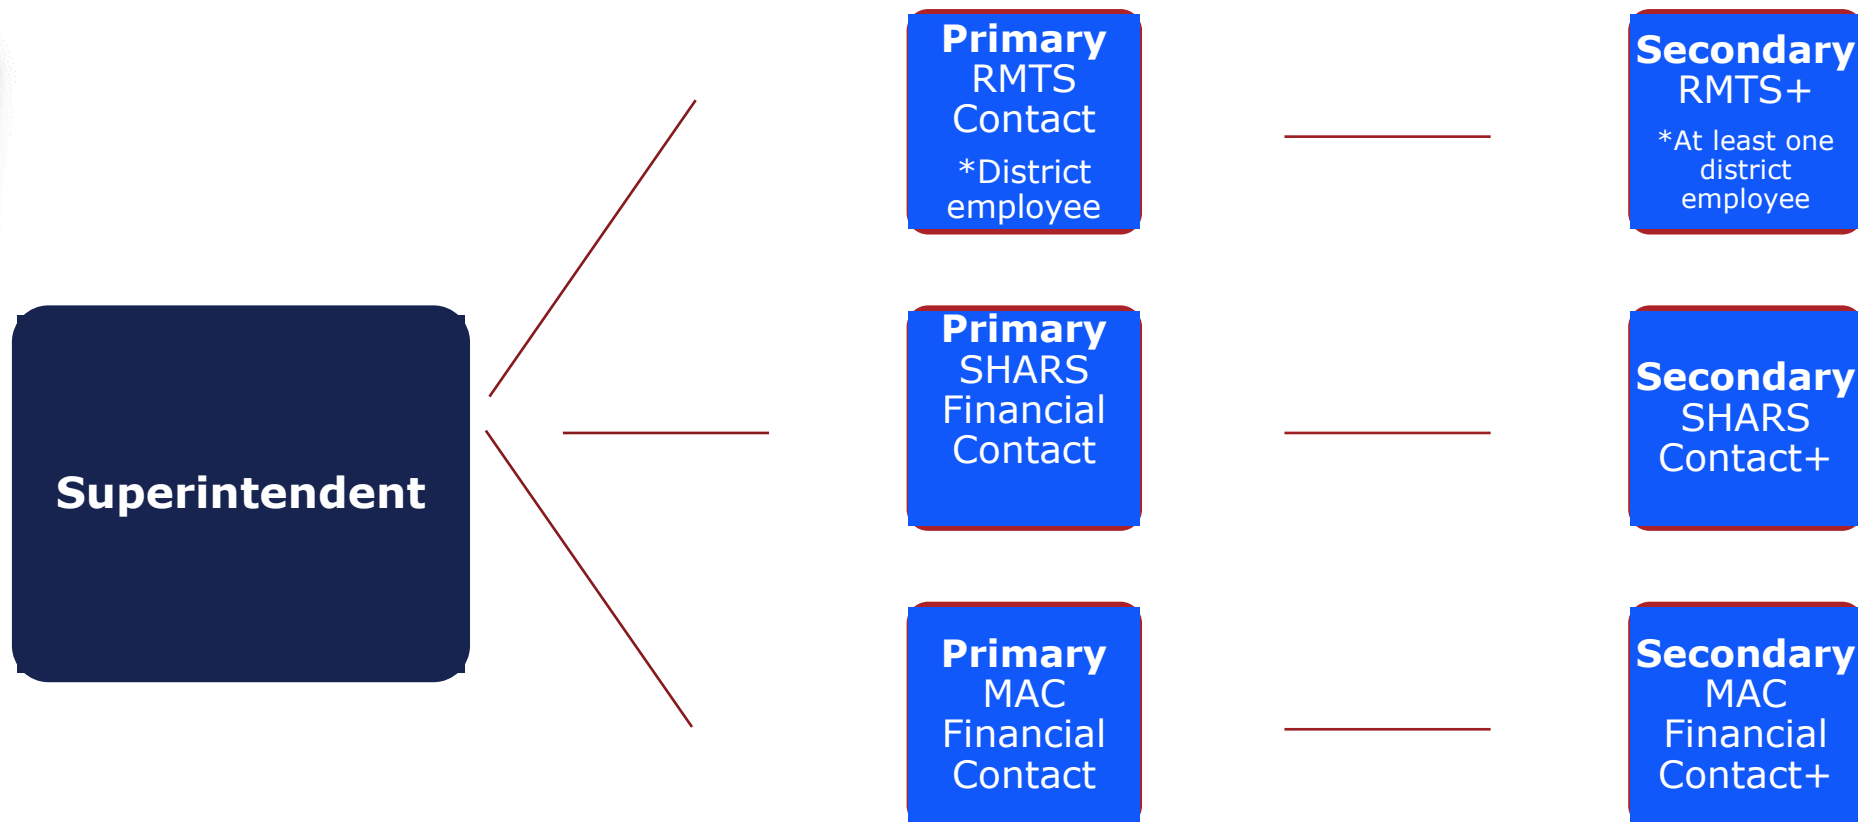 Superintendent
Primary
RMTS
Contact
*District
employee
Secondary
RMTS+
*At least one
district
employee
Primary
SHARS
Financial
Contact
Secondary
SHARS
Contact+
Primary
MAC
Financial
Contact
Secondary
MAC
Financial
Contact+